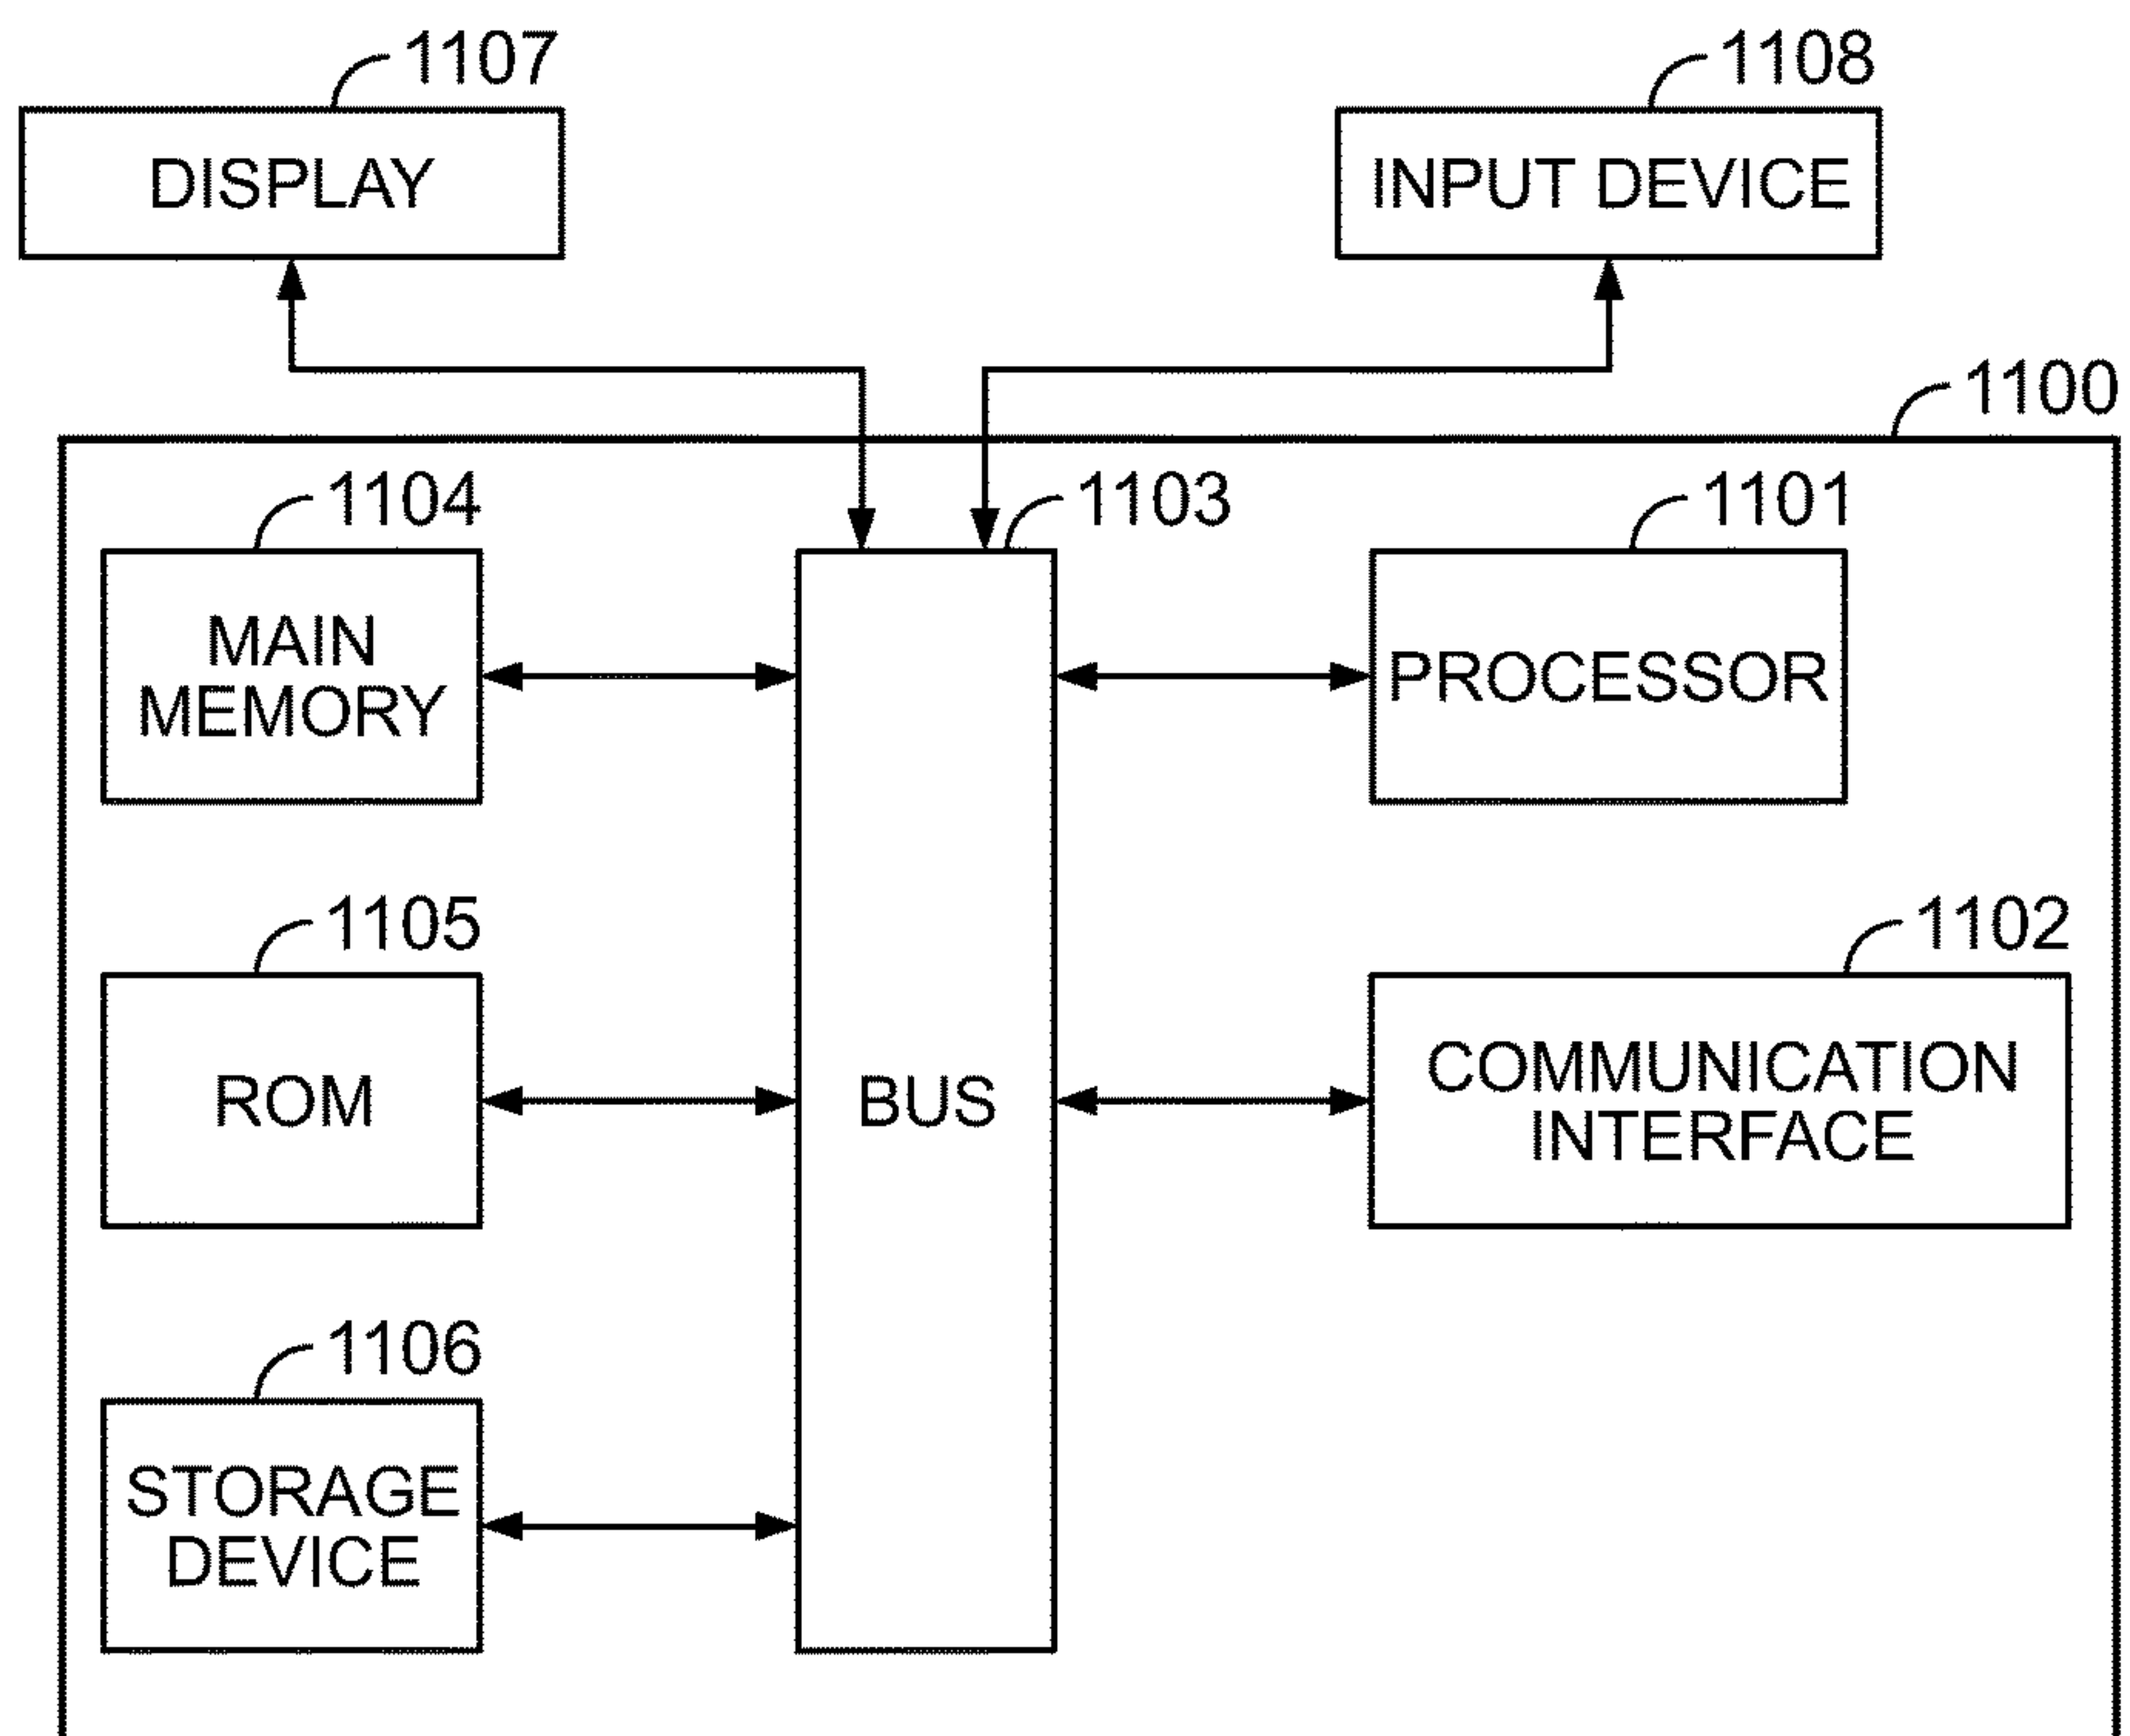 1107
1108
DISPLAY
INPUT DEVICE
1100
1104
1103
1101
MAIN
MEMORY
PROCESSOR
1105
1102
ROM
BUS
COMMUNICATION
INTERFACE
1106
STORAGE
DEVICE